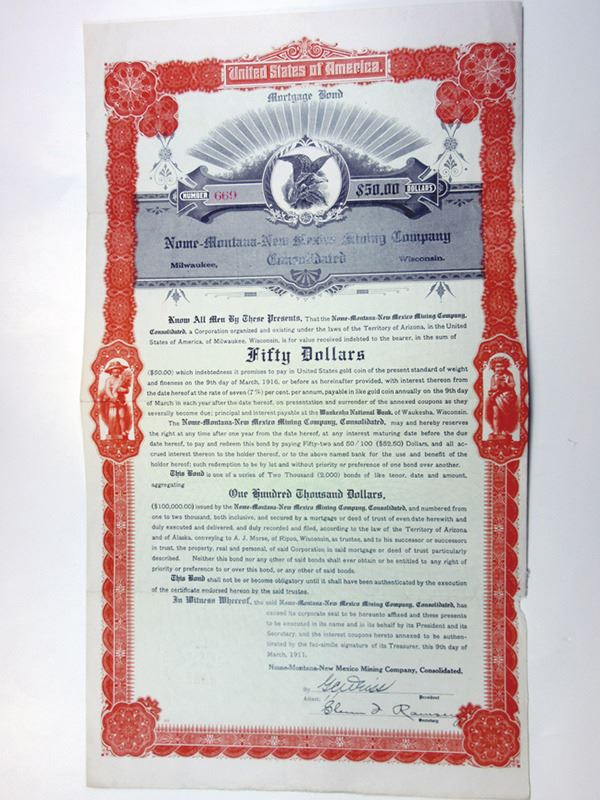 United States of America.
Mortgage Bond
NUMBER 669 $50.00 DOLLARS
Nome-Montana-New Mexico Mining Company
Consolidated
Milwaukee, Wisconsin.
Know All Men By These Presents, That the Nome-Montana-New Mexico Mining Company,
Consolidated, a Corporation organized and existing under the laws of the Territory of Arizona, in the United
States of America, of Milwaukee, Wisconsin, is for value received indebted to the bearer, in the sum of
Fifty Dollars
($50.00) which indebtedness it promises to pay in United States gold coin of the present standard of weight
and fineness on the 9th day of March, 1916, or before as hereinafter provided, with interest thereon from
the date hereof at the rate of seven (7%) per cent. per annum, payable in like gold coin annually on the 9th day
of March in each year after the date hereof, on presentation and surrender of the annexed coupons as they
severally become due; principal and interest payable at the Waukesha National Bank, of Waukesha, Wisconsin.
The Nome-Montana-New Mexico Mining Company, Consolidated, may and hereby reserves
the right at any time after one year from the date hereof, at any interest maturing date before the due
date hereof, to pay and redeem this bond by paying Fifty-two and 50/100 ($52.50) Dollars, and all ac-
crued interest thereon to the holder thereof, or to the above named bank for the use and benefit of the
holder hereof; such redemption to be by lot and without priority or preference of one bond over another.
This Bond is one of a series of Two Thousand (2,000) bonds of like tenor, date and amount,
aggregating
One Hundred Thousand Dollars,
($100,000.00) issued by the Nome-Montana-New Mexico Mining Company, Consolidated, and numbered from
one to two thousand, both inclusive, and secured by a mortgage or deed of trust of even date herewith and
duly executed and delivered, and duly recorded and filed, according to the law of the Territory of Arizona
and of Alaska, conveying to A. J. Morse, of Ripon, Wisconsin, as trustee, and to his successor or successors
in trust, the property, real and personal, of said Corporation in said mortgage or deed of trust particularly
described. Neither this bond nor any other of said bonds shall ever obtain or be entitled to any right of
priority or preference to or over this bond, or any other of said bonds.
This Bond shall not be or become obligatory until it shall have been authenticated by the execution
of the certificate endorsed hereon by the said trustee.
In Witness Whereof, the said Nome-Montana-New Mexico Mining Company, Consolidated, has
caused its corporate seal to be hereunto affixed and these presents
to be executed in its name and in its behalf by its President and its
Secretary, and the interest coupons hereto annexed to be authen-
ticated by the fac-simile signature of its Treasurer, this 9th day of
March, 1911.
Nome-Montana-New Mexico Mining Company, Consolidated.
By
President
Attest:
Glenn Ramsey
Secretary